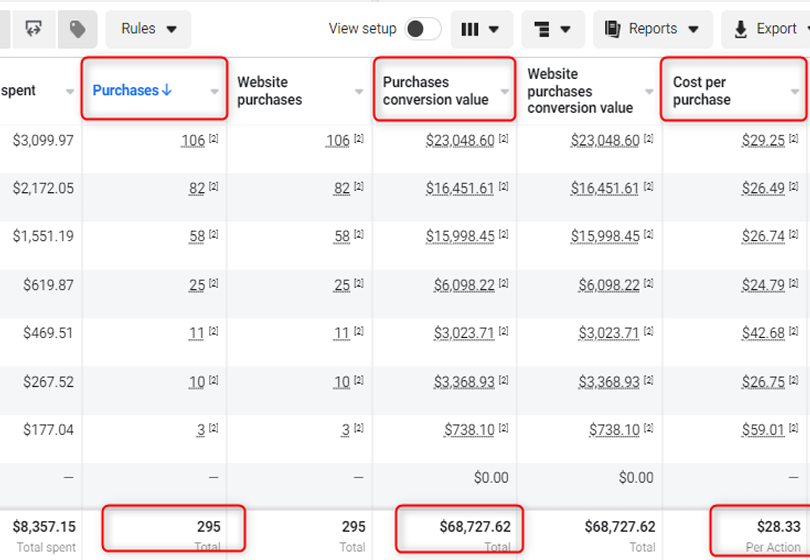 Rules View setup Reports Export
spent Purchases↓ Website purchases Purchases conversion value Website purchases conversion value Cost per purchase
$3,099.97 106 [2] 106 [2] $23,048.60 [2] $23,048.60 [2] $29.25 [2]
$2,172.05 82 [2] 82 [2] $16,451.61 [2] $16,451.61 [2] $26.49 [2]
$1,551.19 58 [2] 58 [2] $15,998.45 [2] $15,998.45 [2] $26.74 [2]
$619.87 25 [2] 25 [2] $6,098.22 [2] $6,098.22 [2] $24.79 [2]
$469.51 11 [2] 11 [2] $3,023.71 [2] $3,023.71 [2] $42.68 [2]
$267.52 10 [2] 10 [2] $3,368.93 [2] $3,368.93 [2] $26.75 [2]
$177.04 3 [2] 3 [2] $738.10 [2] $738.10 [2] $59.01 [2]
— — — $0.00 $0.00 —
$8,357.15 295 295 $68,727.62 $68,727.62 $28.33
Total spent Total Total Total Total Per Action